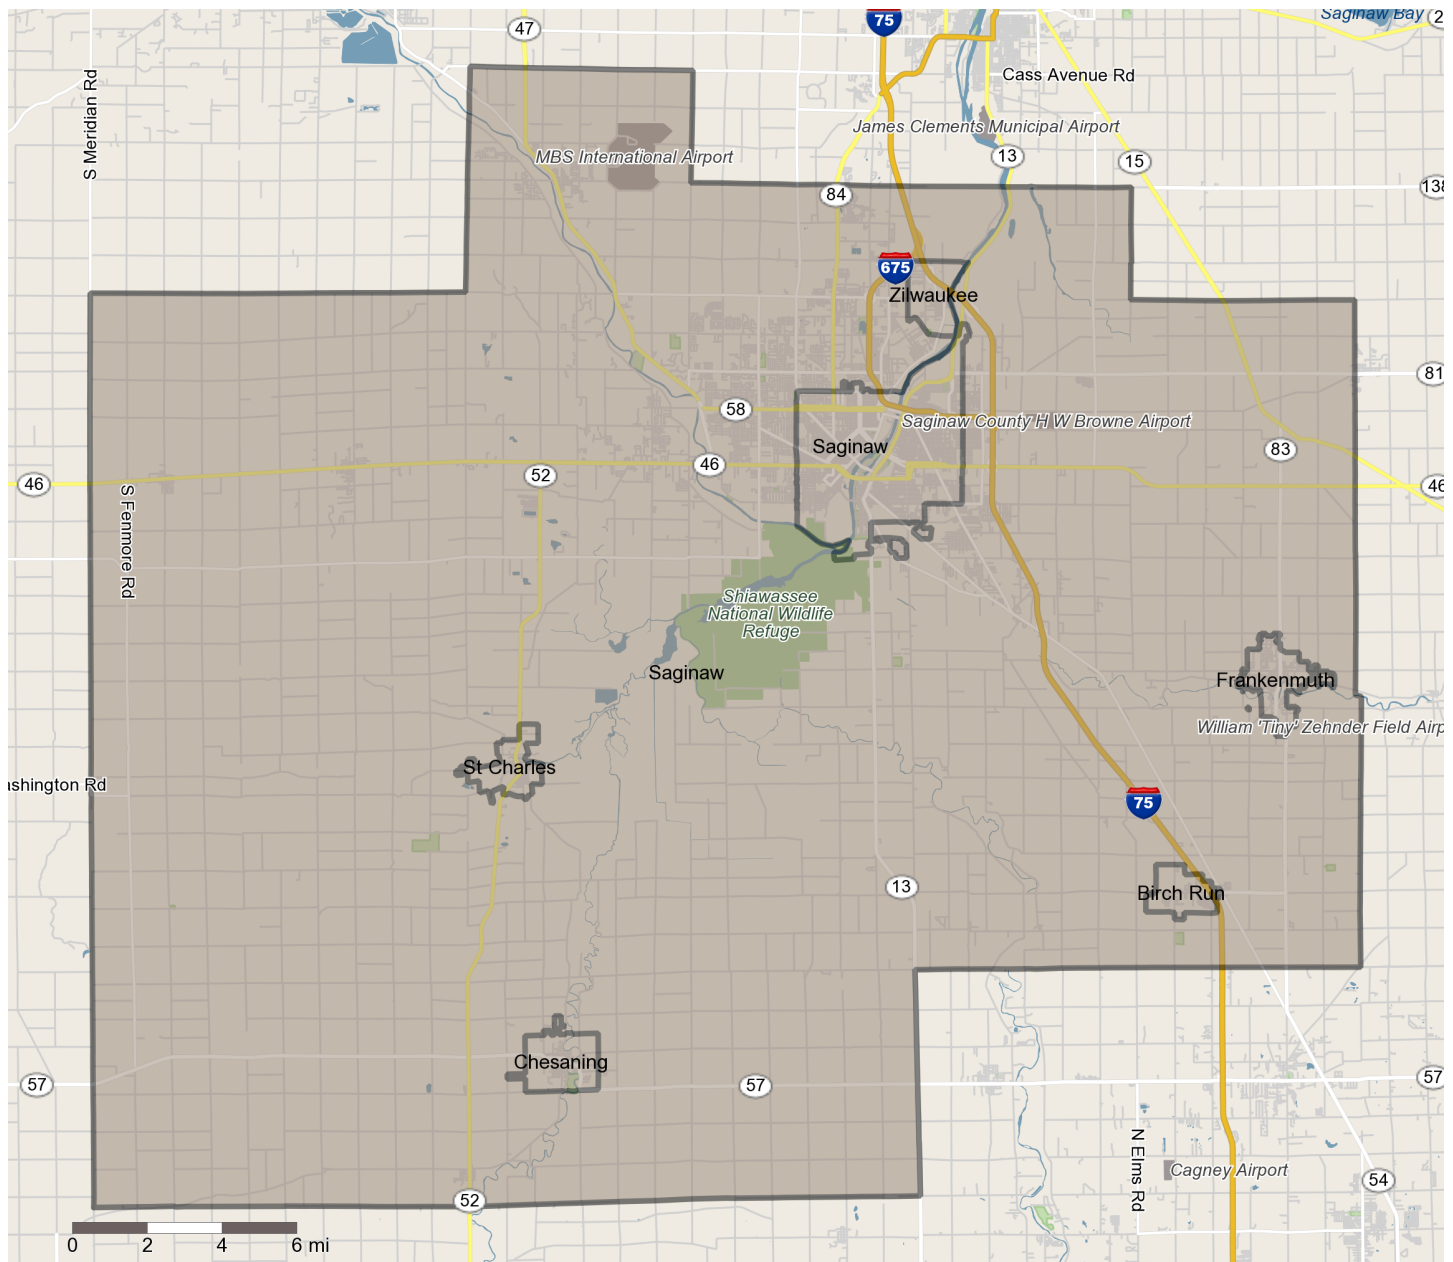 Saginaw Bay
75
2
47
Cass Avenue Rd
S Meridian Rd
James Clements Municipal Airport
MBS International Airport
13
15
138
84
675
Zilwaukee
81
58
Saginaw County H W Browne Airport
Saginaw
83
46
52
46
46
S Fenmore Rd
Shiawassee
National Wildlife
Refuge
Saginaw
Frankenmuth
William 'Tiny' Zehnder Field Airp
St Charles
ashington Rd
75
13
Birch Run
Chesaning
57
57
57
N Elms Rd
Cagney Airport
54
52
0 2 4 6 mi